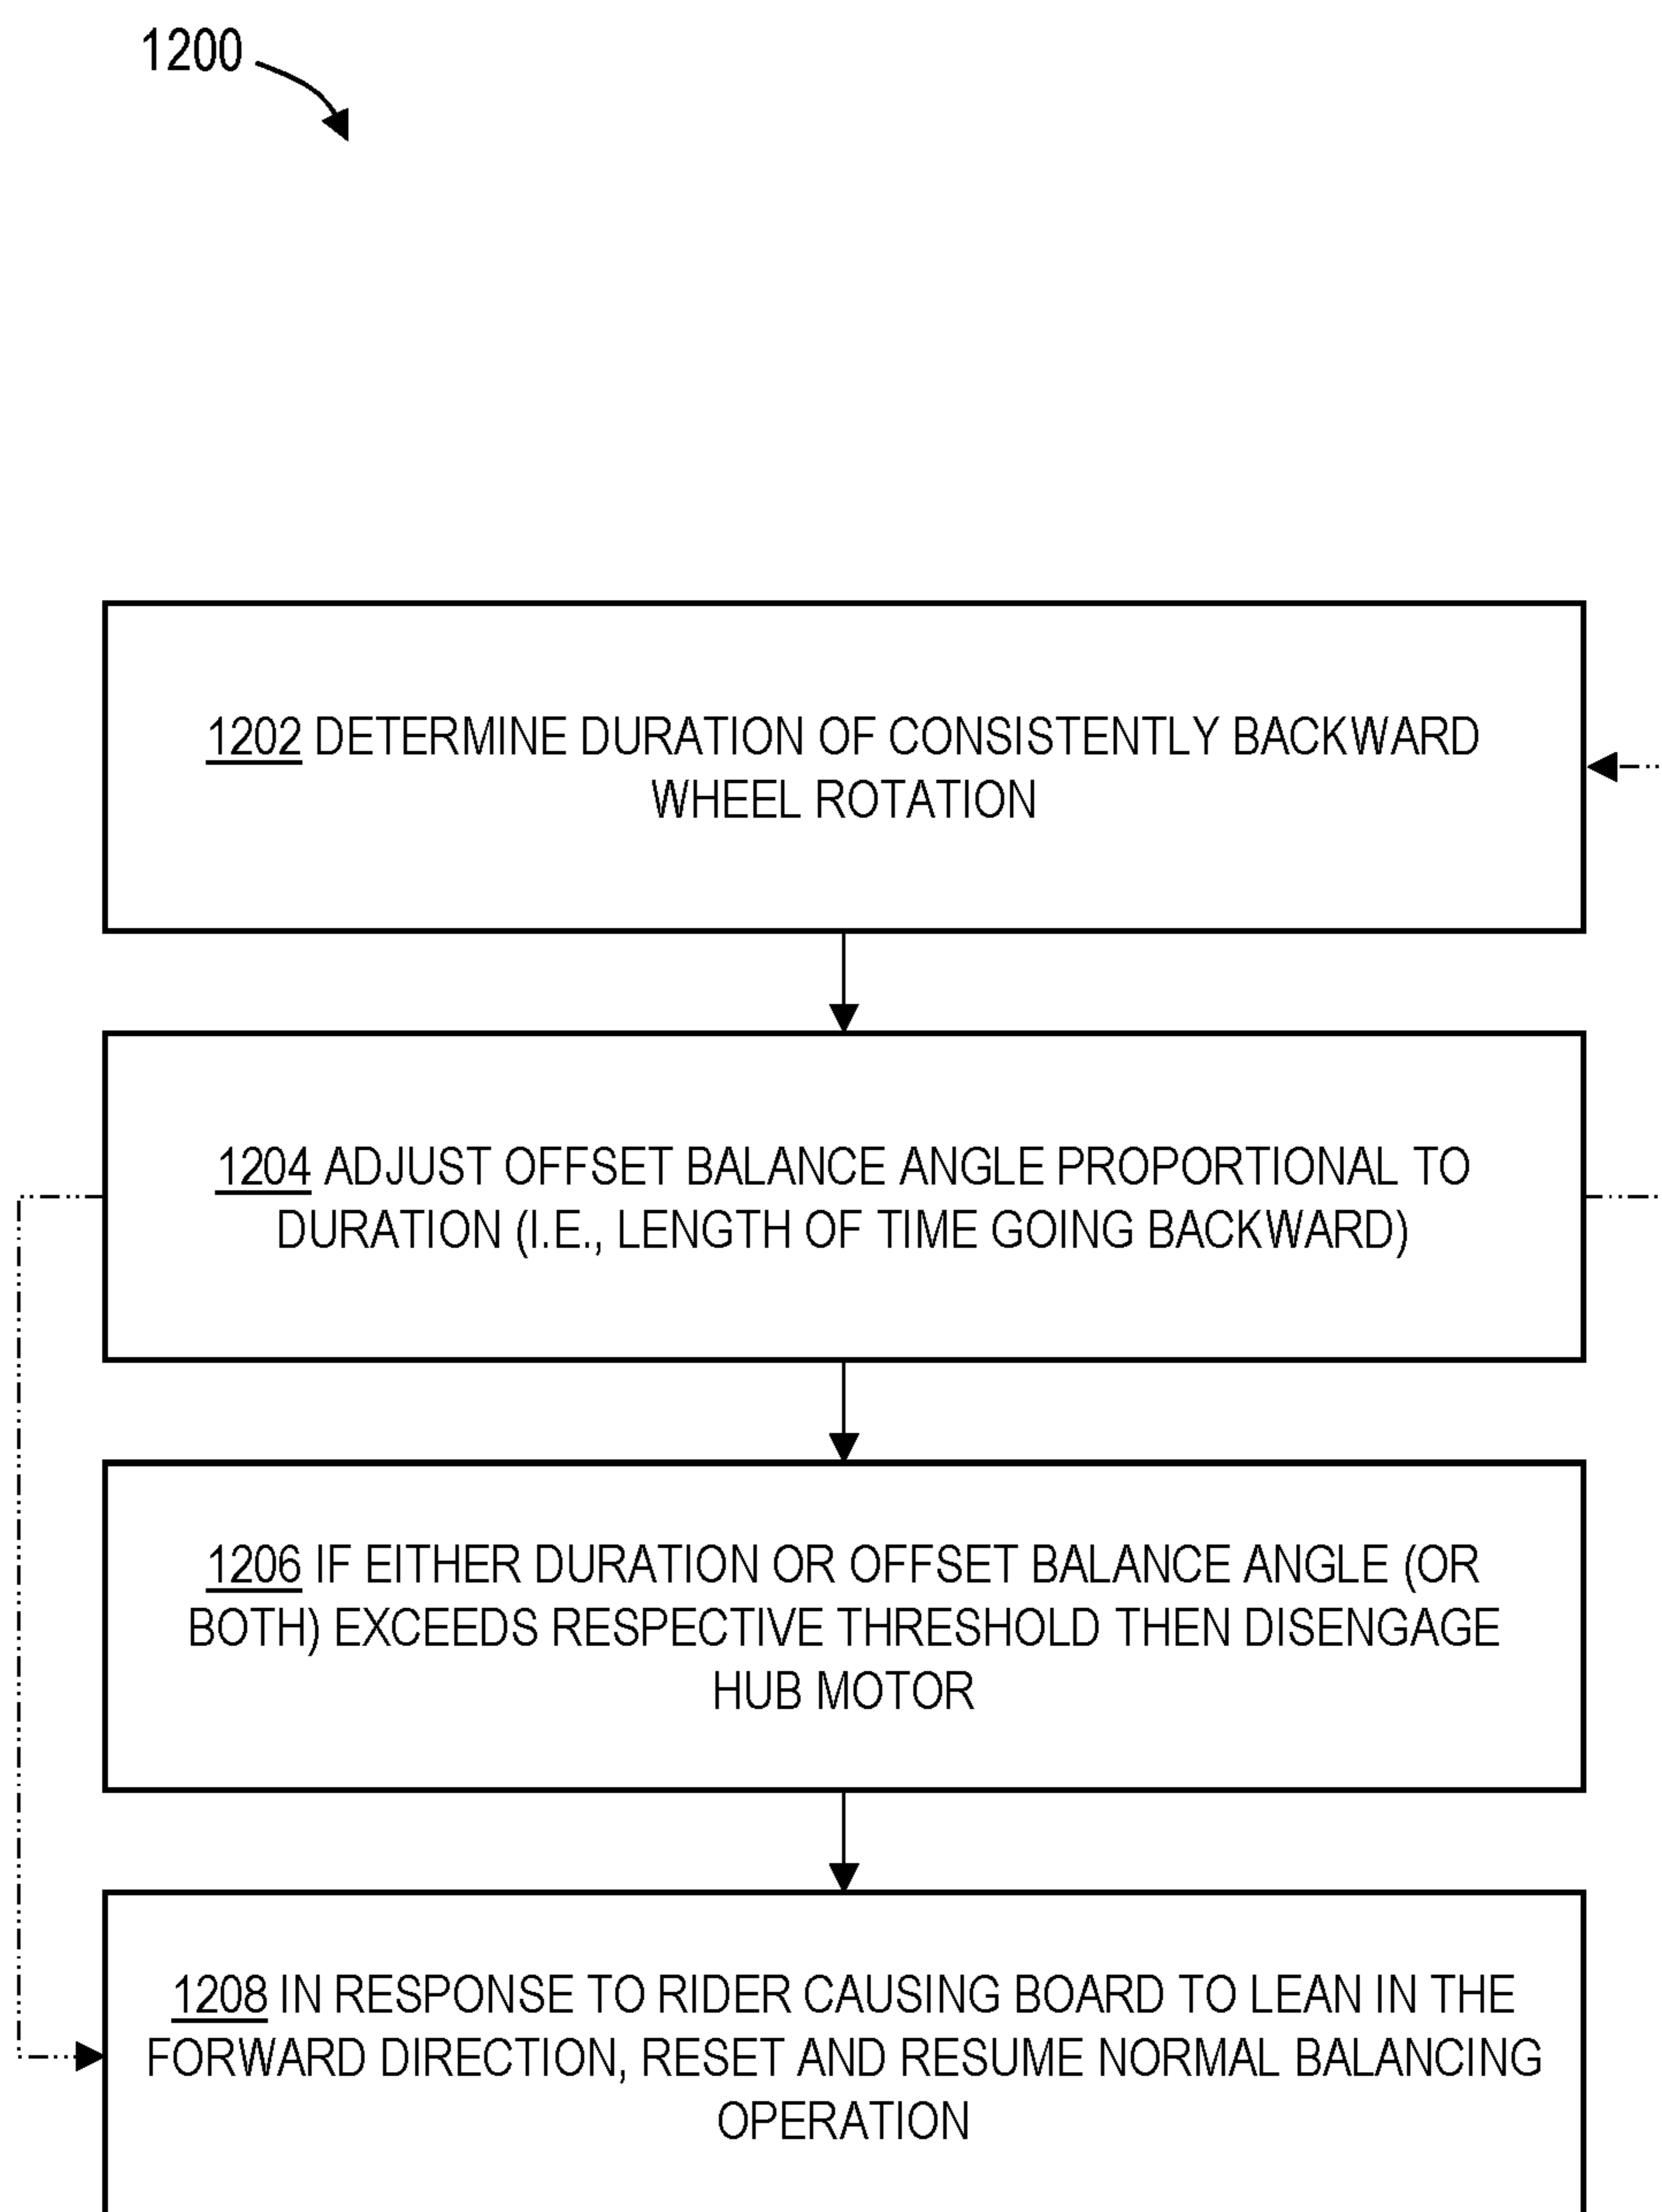 1200
1202 DETERMINE DURATION OF CONSISTENTLY BACKWARD
WHEEL ROTATION
1204 ADJUST OFFSET BALANCE ANGLE PROPORTIONAL TO
DURATION (I.E., LENGTH OF TIME GOING BACKWARD)
1206 IF EITHER DURATION OR OFFSET BALANCE ANGLE (OR
BOTH) EXCEEDS RESPECTIVE THRESHOLD THEN DISENGAGE
HUB MOTOR
1208 IN RESPONSE TO RIDER CAUSING BOARD TO LEAN IN THE
FORWARD DIRECTION, RESET AND RESUME NORMAL BALANCING
OPERATION